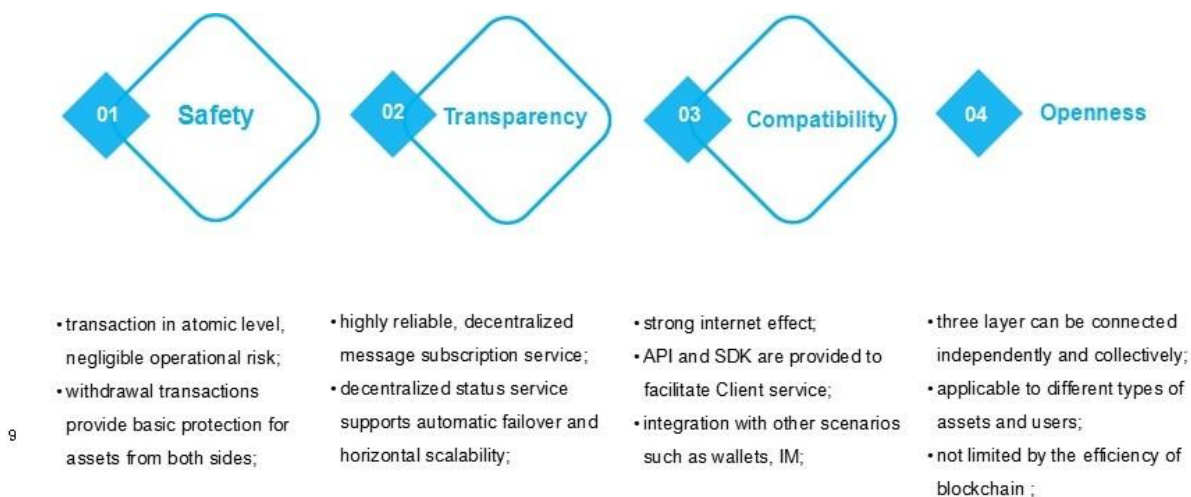 01
Safety
02
Transparency
03
Compatibility
04
Openness
•transaction in atomic level,
negligible operational risk;
•withdrawal transactions
provide basic protection for
assets from both sides;
•highly reliable, decentralized
message subscription service;
•decentralized status service
supports automatic failover and
horizontal scalability;
•strong internet effect;
•API and SDK are provided to
facilitate Client service;
•integration with other scenarios
such as wallets, IM;
•three layer can be connected
independently and collectively;
•applicable to different types of
assets and users;
•not limited by the efficiency of
blockchain ;
9